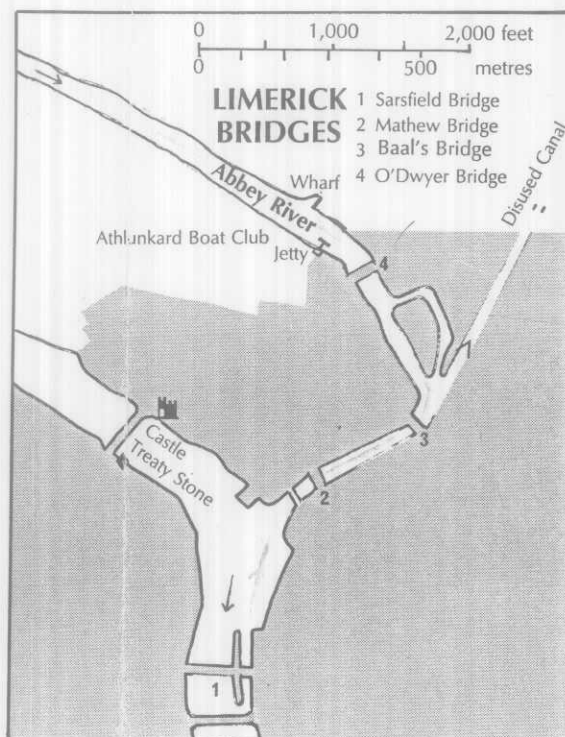 0 1,000 2,000 feet
0 500 metres
LIMERICK
BRIDGES
1 Sarsfield Bridge
2 Mathew Bridge
3 Baal's Bridge
4 O'Dwyer Bridge
Disused Canal
Wharf
Abbey River
Athlunkard Boat Club
Jetty
4
Castle
Treaty Stone
3
2
1